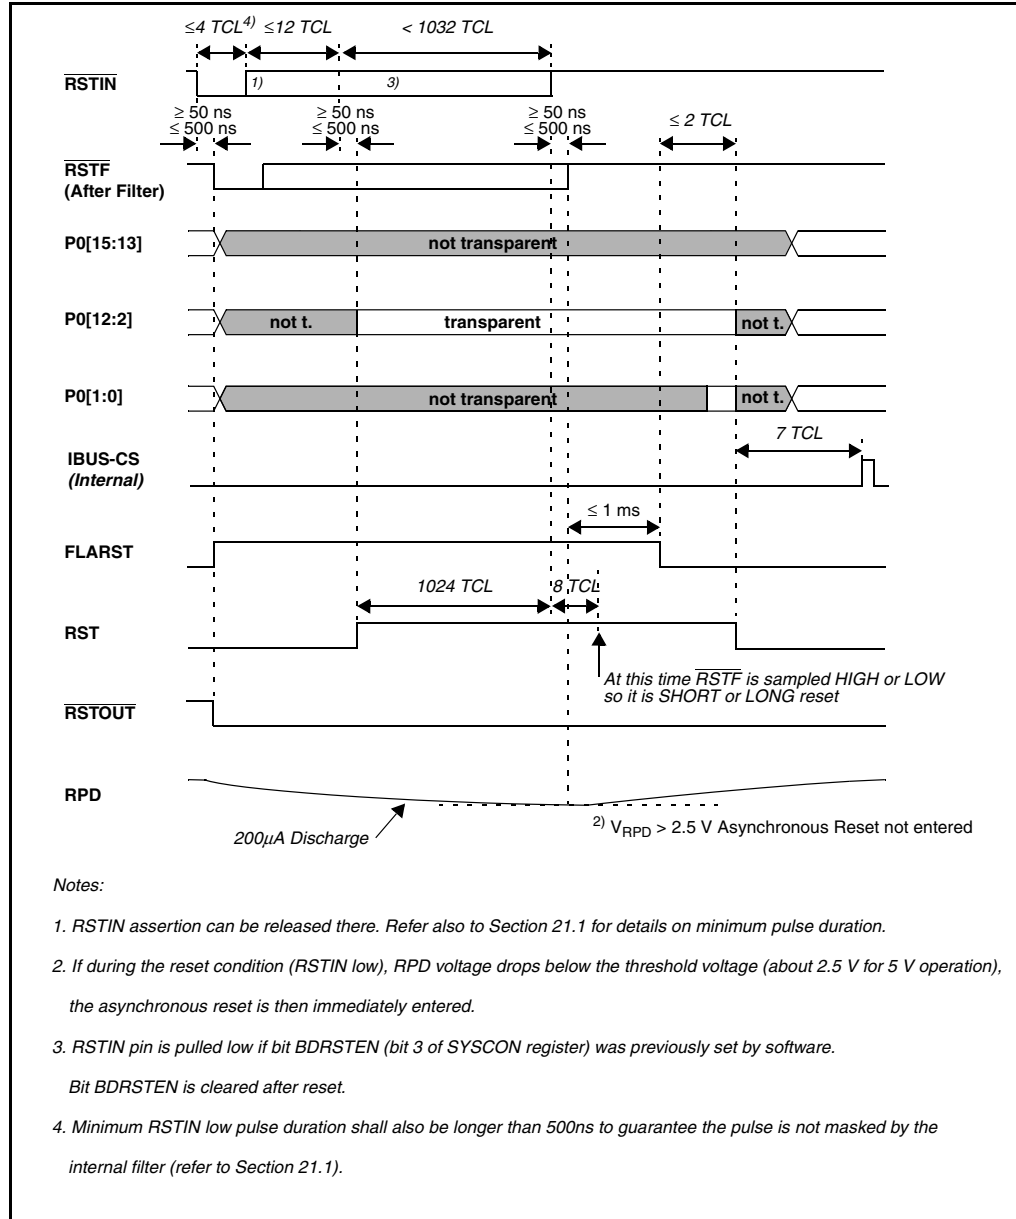 ≤4 TCL4) ≤12 TCL < 1032 TCL
RSTIN
1) 3)
≥ 50 ns ≥ 50 ns ≥ 50 ns
≤ 500 ns ≤ 500 ns ≤ 500 ns
≤ 2 TCL
RSTF
(After Filter)
P0[15:13] not transparent
P0[12:2] not t. transparent not t.
P0[1:0] not transparent not t.
7 TCL
IBUS-CS
(Internal)
≤ 1 ms
FLARST
1024 TCL 8 TCL
RST
At this time RSTF is sampled HIGH or LOW
so it is SHORT or LONG reset
RSTOUT
RPD
200μA Discharge
2) VRPD > 2.5 V Asynchronous Reset not entered
Notes:
1. RSTIN assertion can be released there. Refer also to Section 21.1 for details on minimum pulse duration.
2. If during the reset condition (RSTIN low), RPD voltage drops below the threshold voltage (about 2.5 V for 5 V operation),
the asynchronous reset is then immediately entered.
3. RSTIN pin is pulled low if bit BDRSTEN (bit 3 of SYSCON register) was previously set by software.
Bit BDRSTEN is cleared after reset.
4. Minimum RSTIN low pulse duration shall also be longer than 500ns to guarantee the pulse is not masked by the
internal filter (refer to Section 21.1).